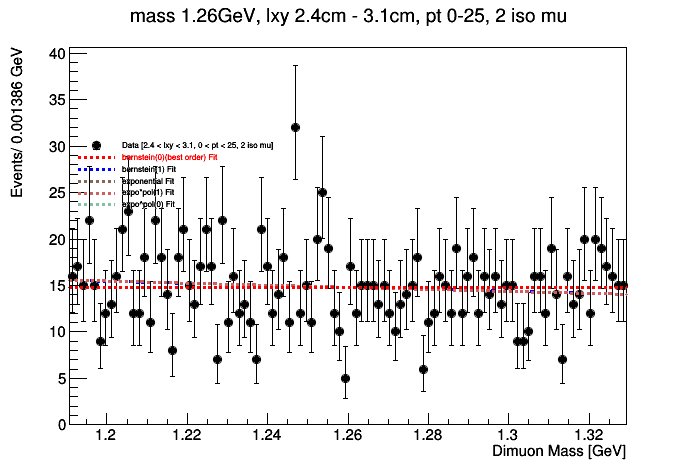 mass 1.26GeV, lxy 2.4cm - 3.1cm, pt 0-25, 2 iso mu
Events/ 0.001386 GeV
40
35
30
25
20
15
10
5
0
Data [2.4 < lxy < 3.1, 0 < pt < 25, 2 iso mu]
bernstein(0)(best order) Fit
bernstein(1) Fit
exponential Fit
expo*pol(1) Fit
expo*pol(0) Fit
1.2 1.22 1.24 1.26 1.28 1.3 1.32
Dimuon Mass [GeV]